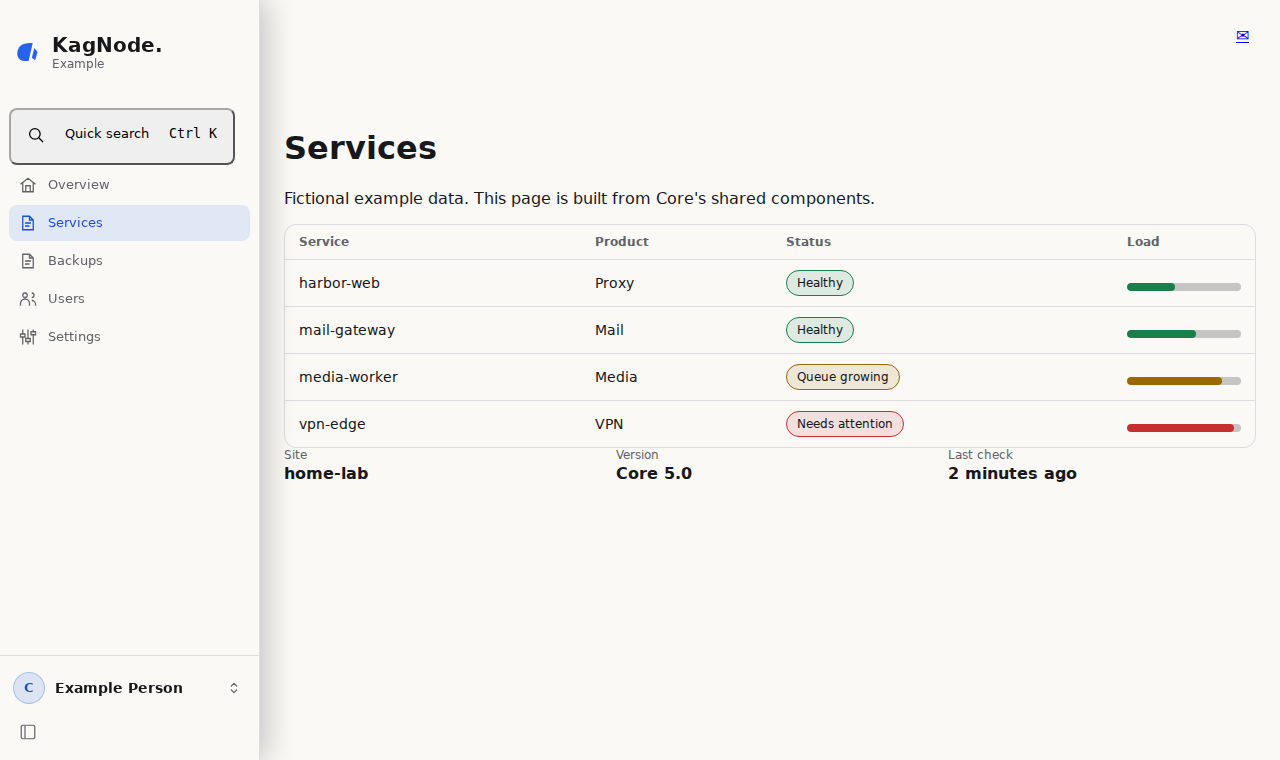 KagNode.
Example
Quick search Ctrl K
Overview
Services
Backups
Users
Settings
Example Person
C
Services
Fictional example data. This page is built from Core's shared components.
Service Product Status Load
harbor-web Proxy Healthy
mail-gateway Mail Healthy
media-worker Media Queue growing
vpn-edge VPN Needs attention
Site Version Last check
home-lab Core 5.0 2 minutes ago